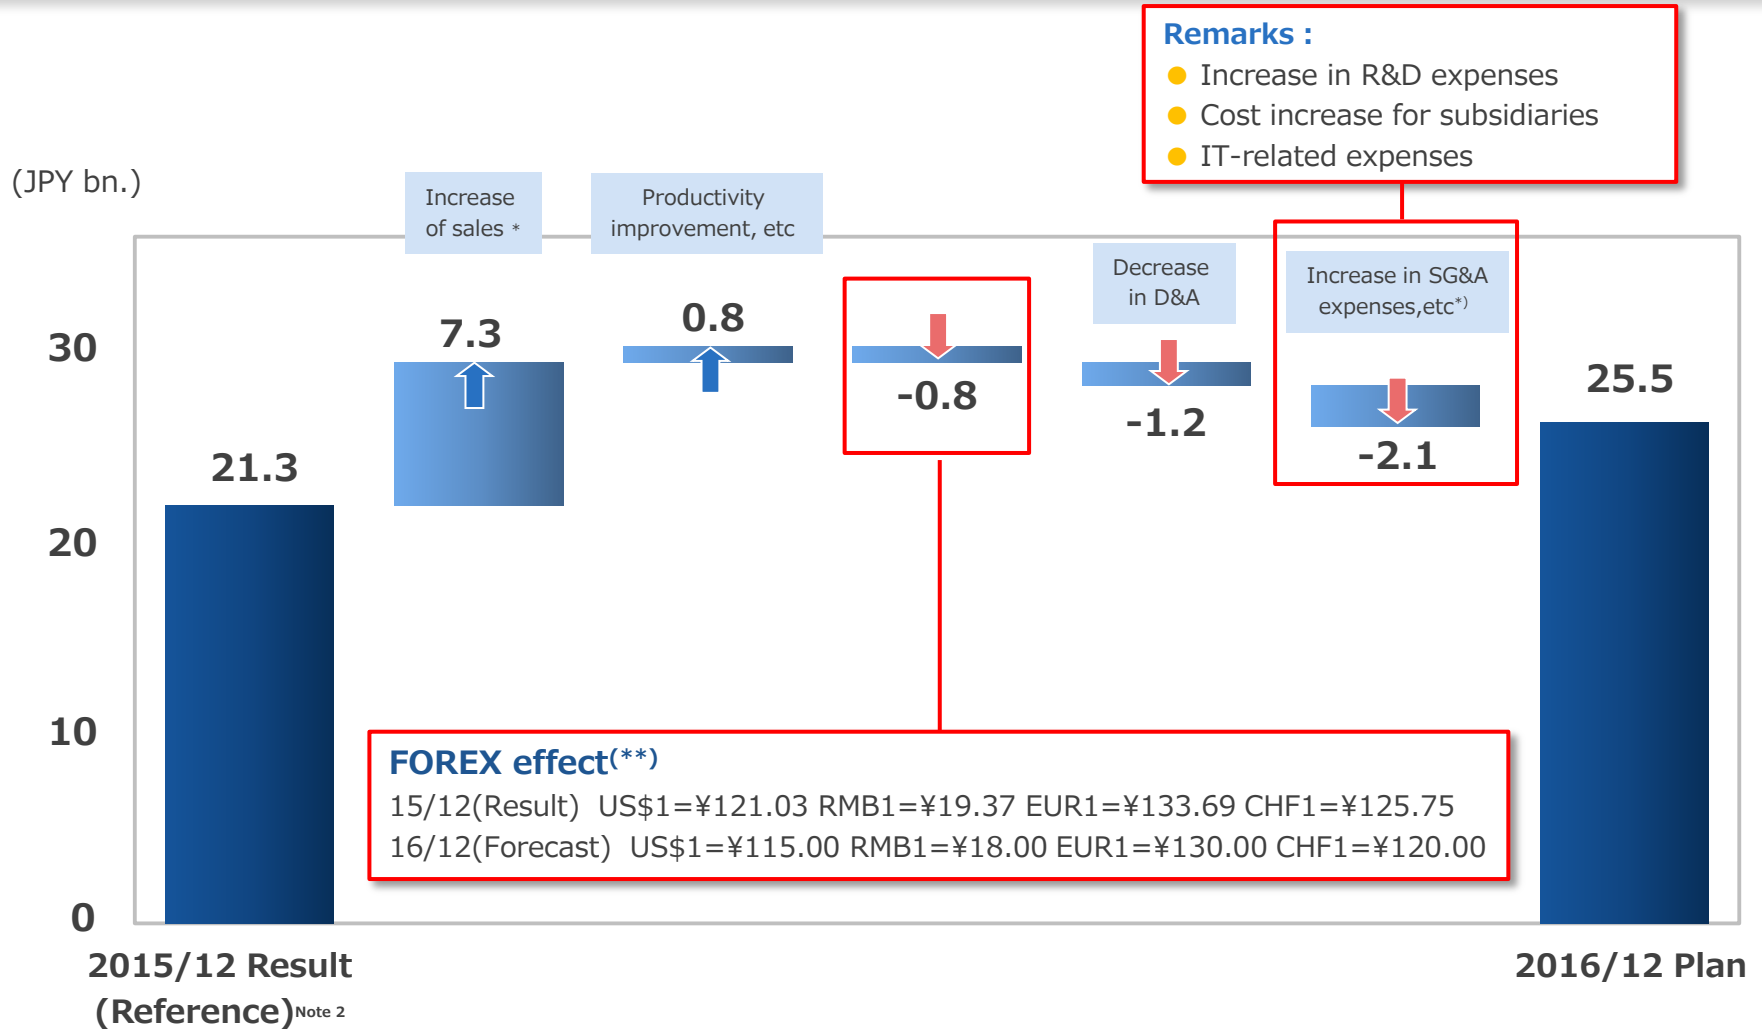 Remarks :
Increase in R&D expenses
Cost increase for subsidiaries
IT-related expenses
(JPY bn.)
Increase
of sales *
Productivity
improvement, etc
Decrease
in D&A
Increase in SG&A
expenses,etc*)
30
20
10
0
21.3
7.3
0.8
-0.8
-1.2
-2.1
25.5
FOREX effect(**)
15/12(Result) US$1=¥121.03 RMB1=¥19.37 EUR1=¥133.69 CHF1=¥125.75
16/12(Forecast) US$1=¥115.00 RMB1=¥18.00 EUR1=¥130.00 CHF1=¥120.00
2015/12 Result
(Reference)Note 2
2016/12 Plan